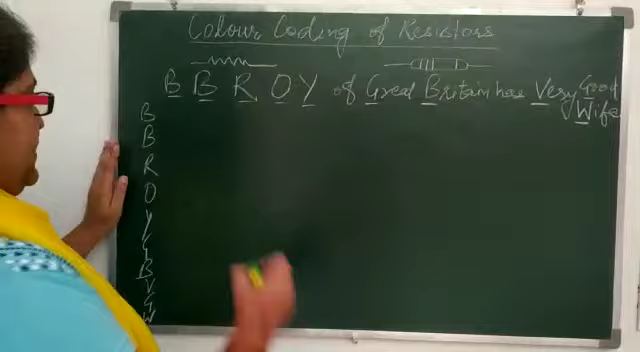 Colour Coding of Resistors
B B R O Y of Great Britain has Very Good
Wife
B
B
R
O
Y
G
B
V
G
W